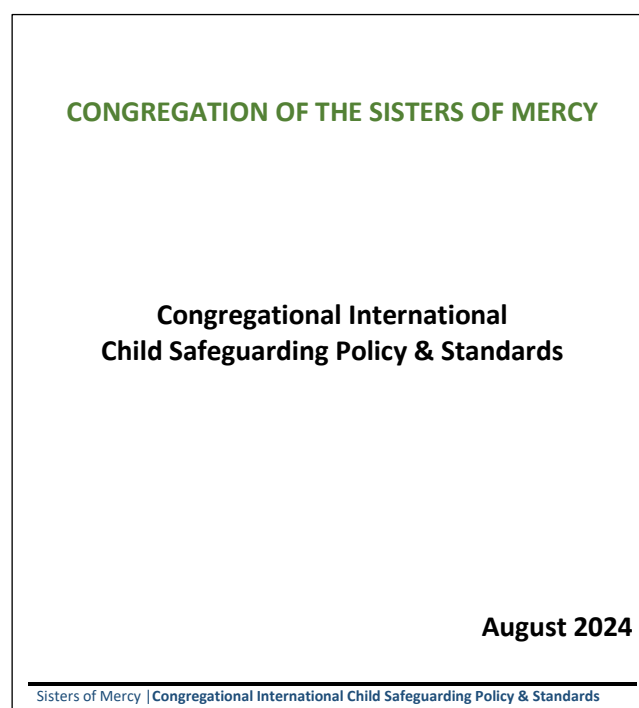 CONGREGATION OF THE SISTERS OF MERCY
Congregational International
Child Safeguarding Policy & Standards
August 2024
Sisters of Mercy |Congregational International Child Safeguarding Policy & Standards